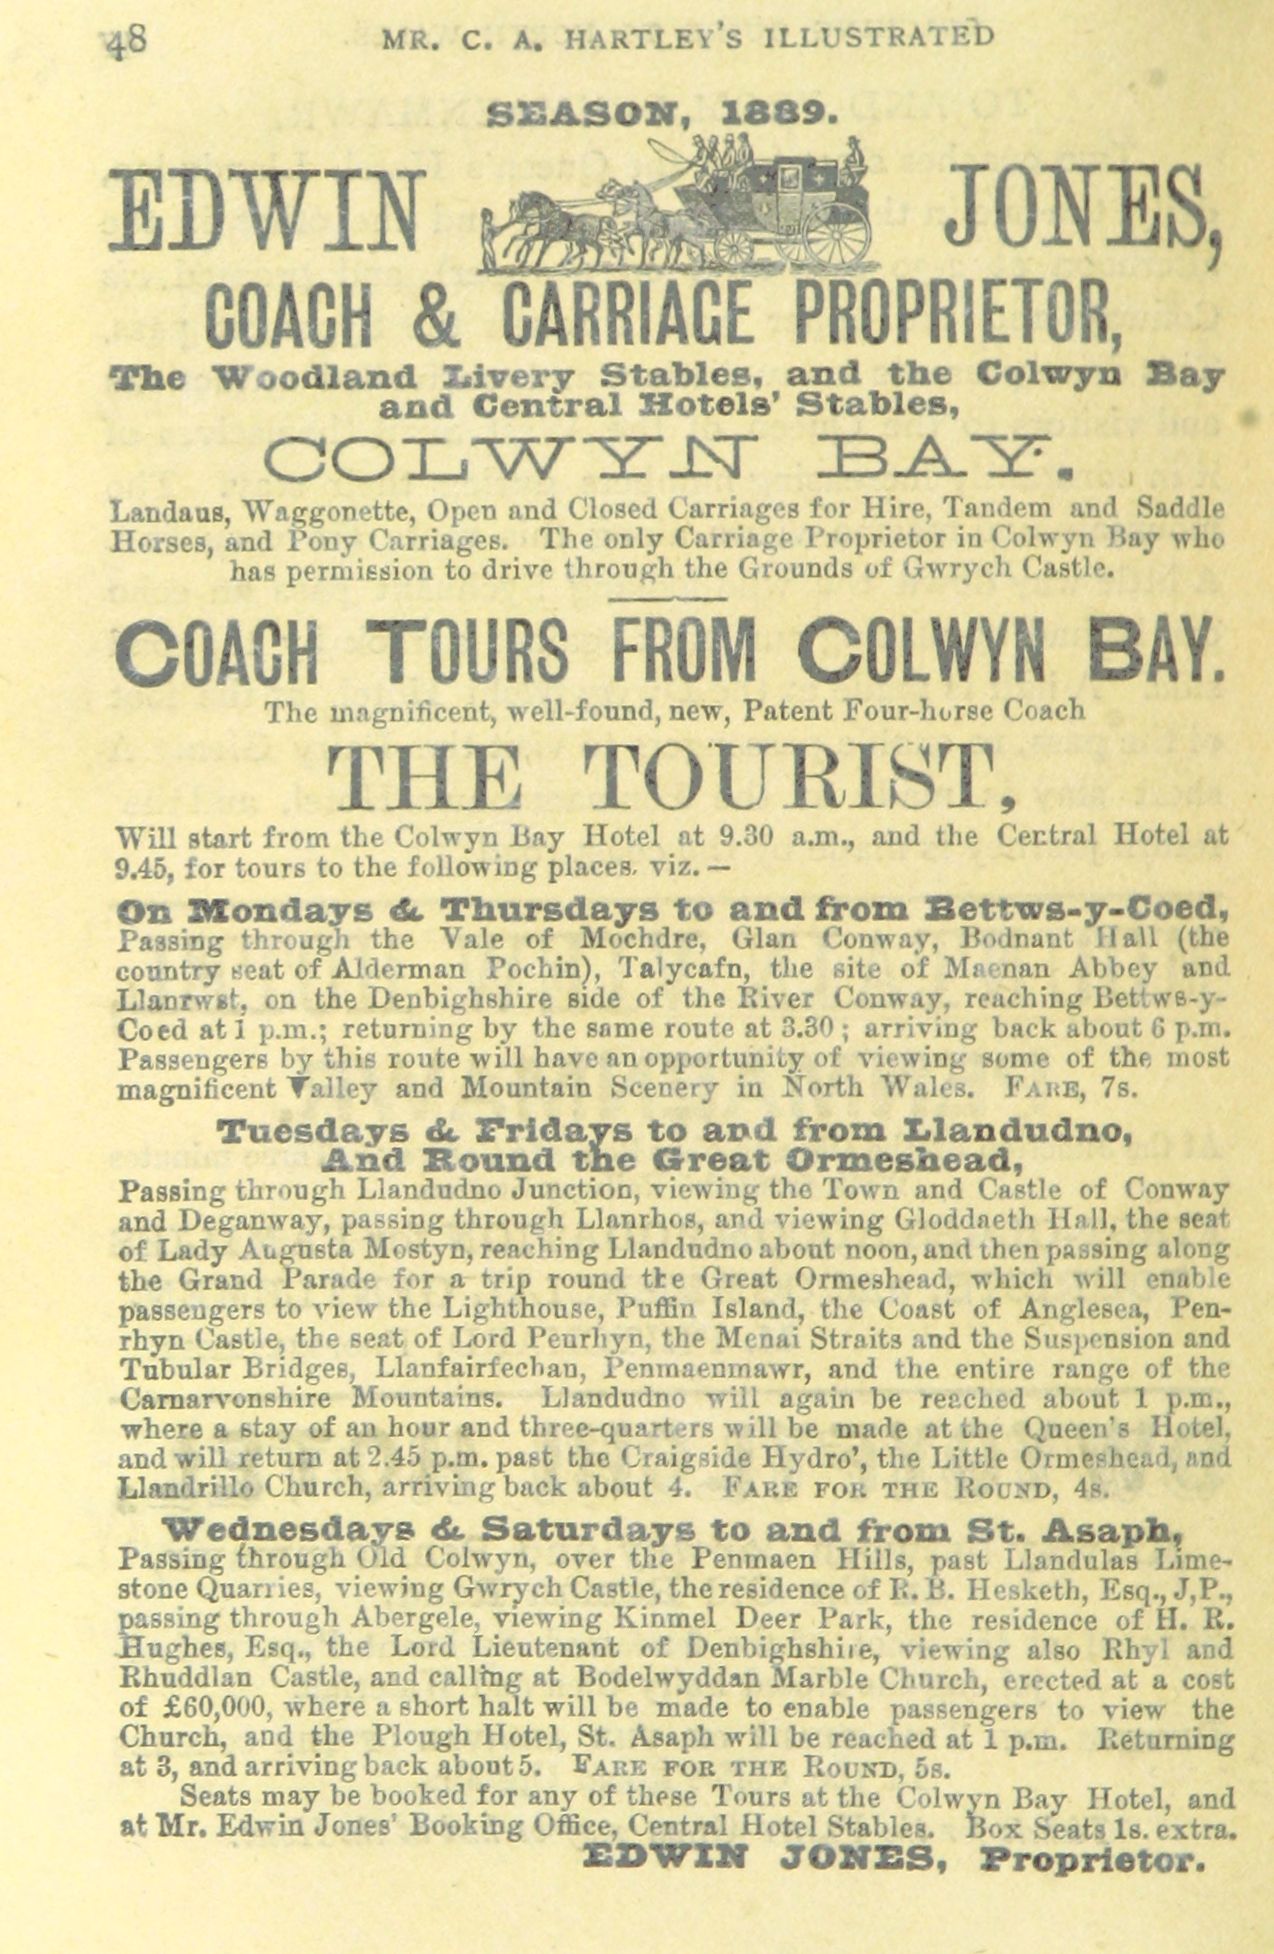 48 MR. C. A. HARTLEY'S ILLUSTRATED
SEASON, 1889.
EDWIN JONES,
COACH & CARRIAGE PROPRIETOR,
The Woodland Livery Stables, and the Colwyn Bay
and Central Hotels' Stables,
COLWYN BAY.
Landaus, Waggonette, Open and Closed Carriages for Hire, Tandem and Saddle
Horses, and Pony Carriages. The only Carriage Proprietor in Colwyn Bay who
has permission to drive through the Grounds of Gwrych Castle.
COACH TOURS FROM COLWYN BAY.
The magnificent, well-found, new, Patent Four-horse Coach
THE TOURIST,
Will start from the Colwyn Bay Hotel at 9.30 a.m., and the Central Hotel at
9.45, for tours to the following places, viz.—
On Mondays & Thursdays to and from Bettws-y-Coed,
Passing through the Vale of Mochdre, Glan Conway, Bodnant Hall (the
country seat of Alderman Pochin), Talycafn, the site of Maenan Abbey and
Llanrwst, on the Denbighshire side of the River Conway, reaching Bettws-y-
Coed at 1 p.m.; returning by the same route at 3.30; arriving back about 6 p.m.
Passengers by this route will have an opportunity of viewing some of the most
magnificent Valley and Mountain Scenery in North Wales. FARE, 7s.
Tuesdays & Fridays to and from Llandudno,
And Round the Great Ormeshead,
Passing through Llandudno Junction, viewing the Town and Castle of Conway
and Deganway, passing through Llanrhos, and viewing Gloddaeth Hall, the seat
of Lady Augusta Mostyn, reaching Llandudno about noon, and then passing along
the Grand Parade for a trip round the Great Ormeshead, which will enable
passengers to view the Lighthouse, Puffin Island, the Coast of Anglesea, Pen-
rhyn Castle, the seat of Lord Penrhyn, the Menai Straits and the Suspension and
Tubular Bridges, Llanfairfechan, Penmaenmawr, and the entire range of the
Carnarvonshire Mountains. Llandudno will again be reached about 1 p.m.,
where a stay of an hour and three-quarters will be made at the Queen's Hotel,
and will return at 2.45 p.m. past the Craigside Hydro', the Little Ormeshead, and
Llandrillo Church, arriving back about 4. FARE FOR THE ROUND, 4s.
Wednesdays & Saturdays to and from St. Asaph,
Passing through Old Colwyn, over the Penmaen Hills, past Llandulas Lime-
stone Quarries, viewing Gwrych Castle, the residence of R. B. Hesketh, Esq., J,P.,
passing through Abergele, viewing Kinmel Deer Park, the residence of H. R.
Hughes, Esq., the Lord Lieutenant of Denbighshire, viewing also Rhyl and
Rhuddlan Castle, and calling at Bodelwyddan Marble Church, erected at a cost
of £60,000, where a short halt will be made to enable passengers to view the
Church, and the Plough Hotel, St. Asaph will be reached at 1 p.m. Returning
at 3, and arriving back about 5. FARE FOR THE ROUND, 5s.
Seats may be booked for any of these Tours at the Colwyn Bay Hotel, and
at Mr. Edwin Jones' Booking Office, Central Hotel Stables. Box Seats 1s. extra.
EDWIN JONES, Proprietor.